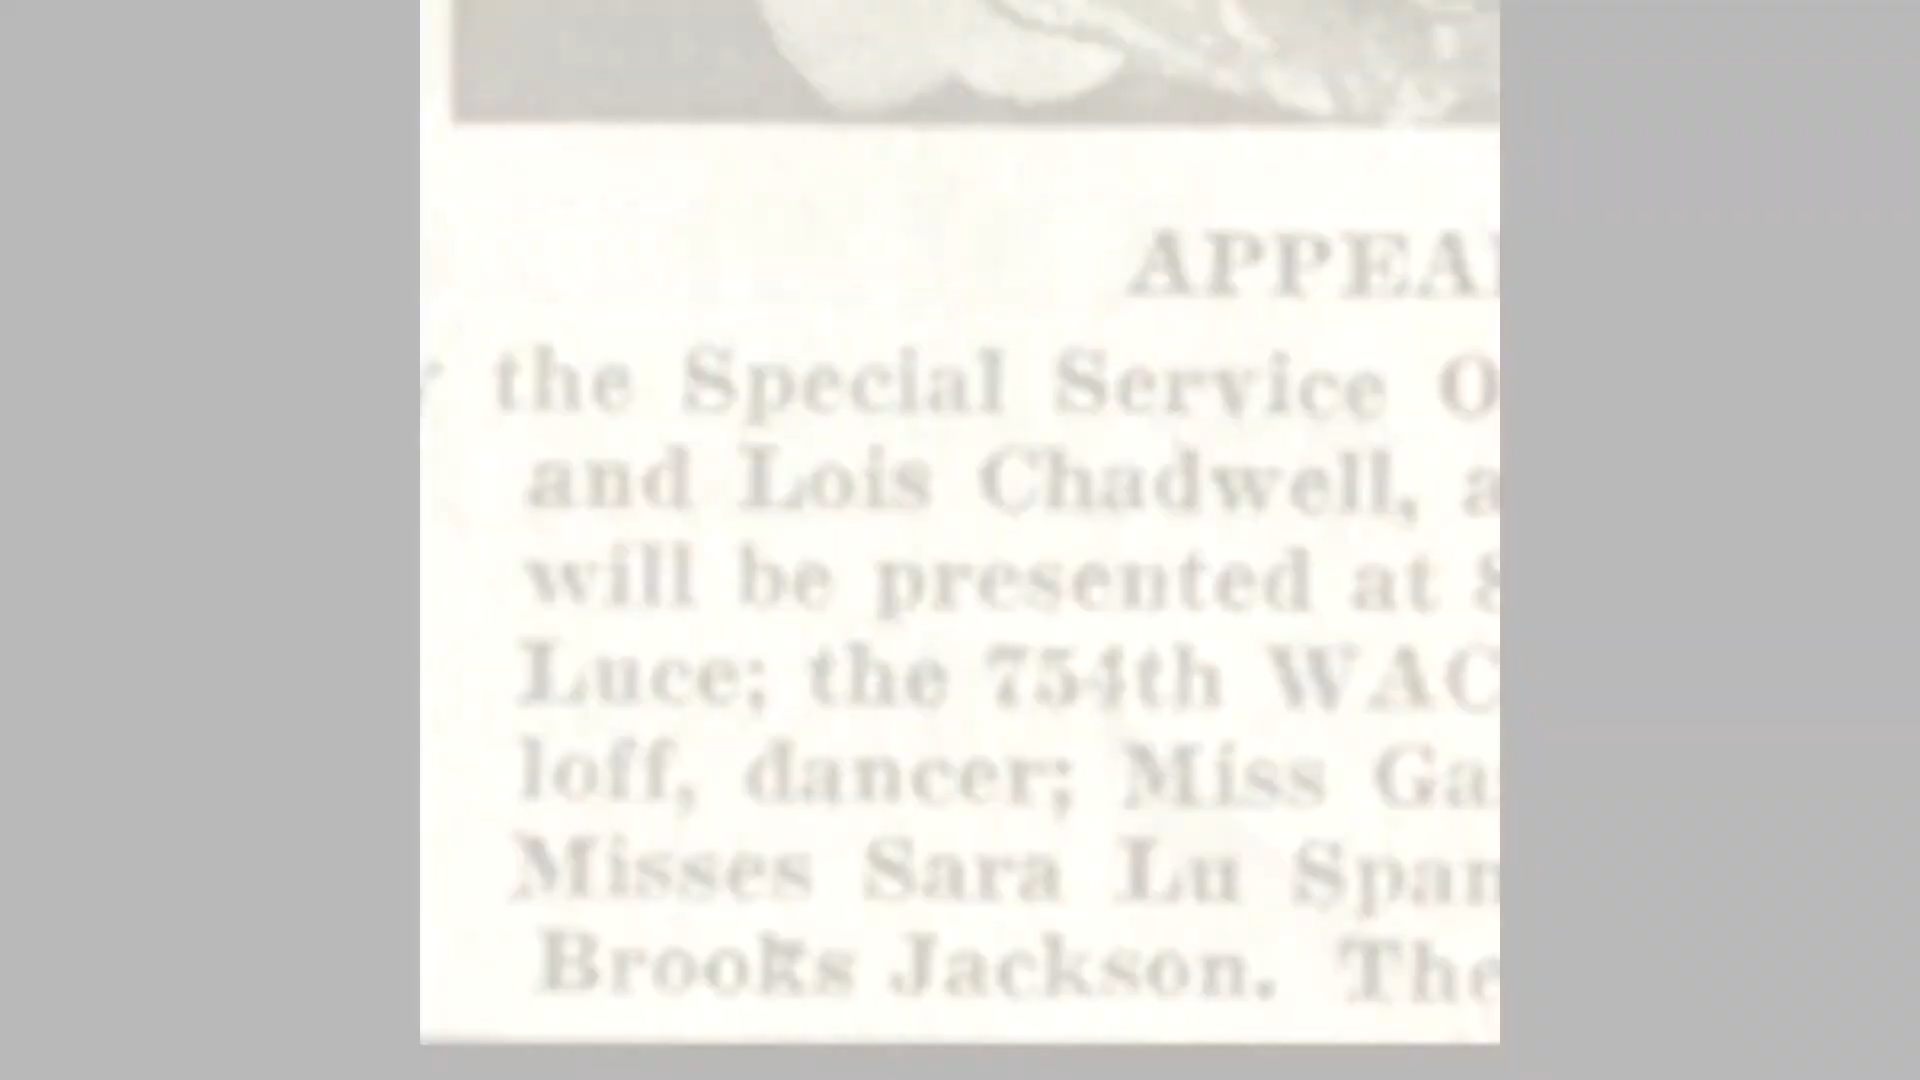 APPEA
the Special Service O
and Lois Chadwell, a
will be presented at 8
Luce; the 754th WAC
loff, dancer; Miss Ga
Misses Sara Lu Span
Brooks Jackson. The